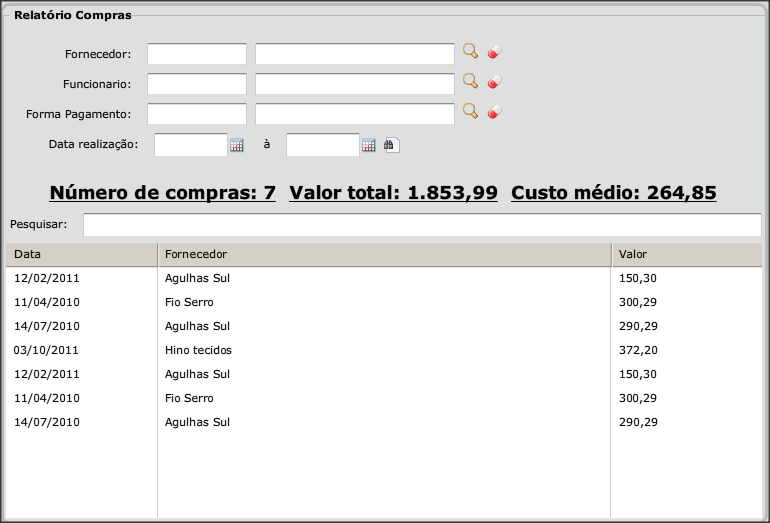 Relatório Compras
Fornecedor:
Funcionario:
Forma Pagamento:
Data realização: à
Número de compras: 7 Valor total: 1.853,99 Custo médio: 264,85
Pesquisar:
Data Fornecedor Valor
12/02/2011 Agulhas Sul 150,30
11/04/2010 Fio Serro 300,29
14/07/2010 Agulhas Sul 290,29
03/10/2011 Hino tecidos 372,20
12/02/2011 Agulhas Sul 150,30
11/04/2010 Fio Serro 300,29
14/07/2010 Agulhas Sul 290,29